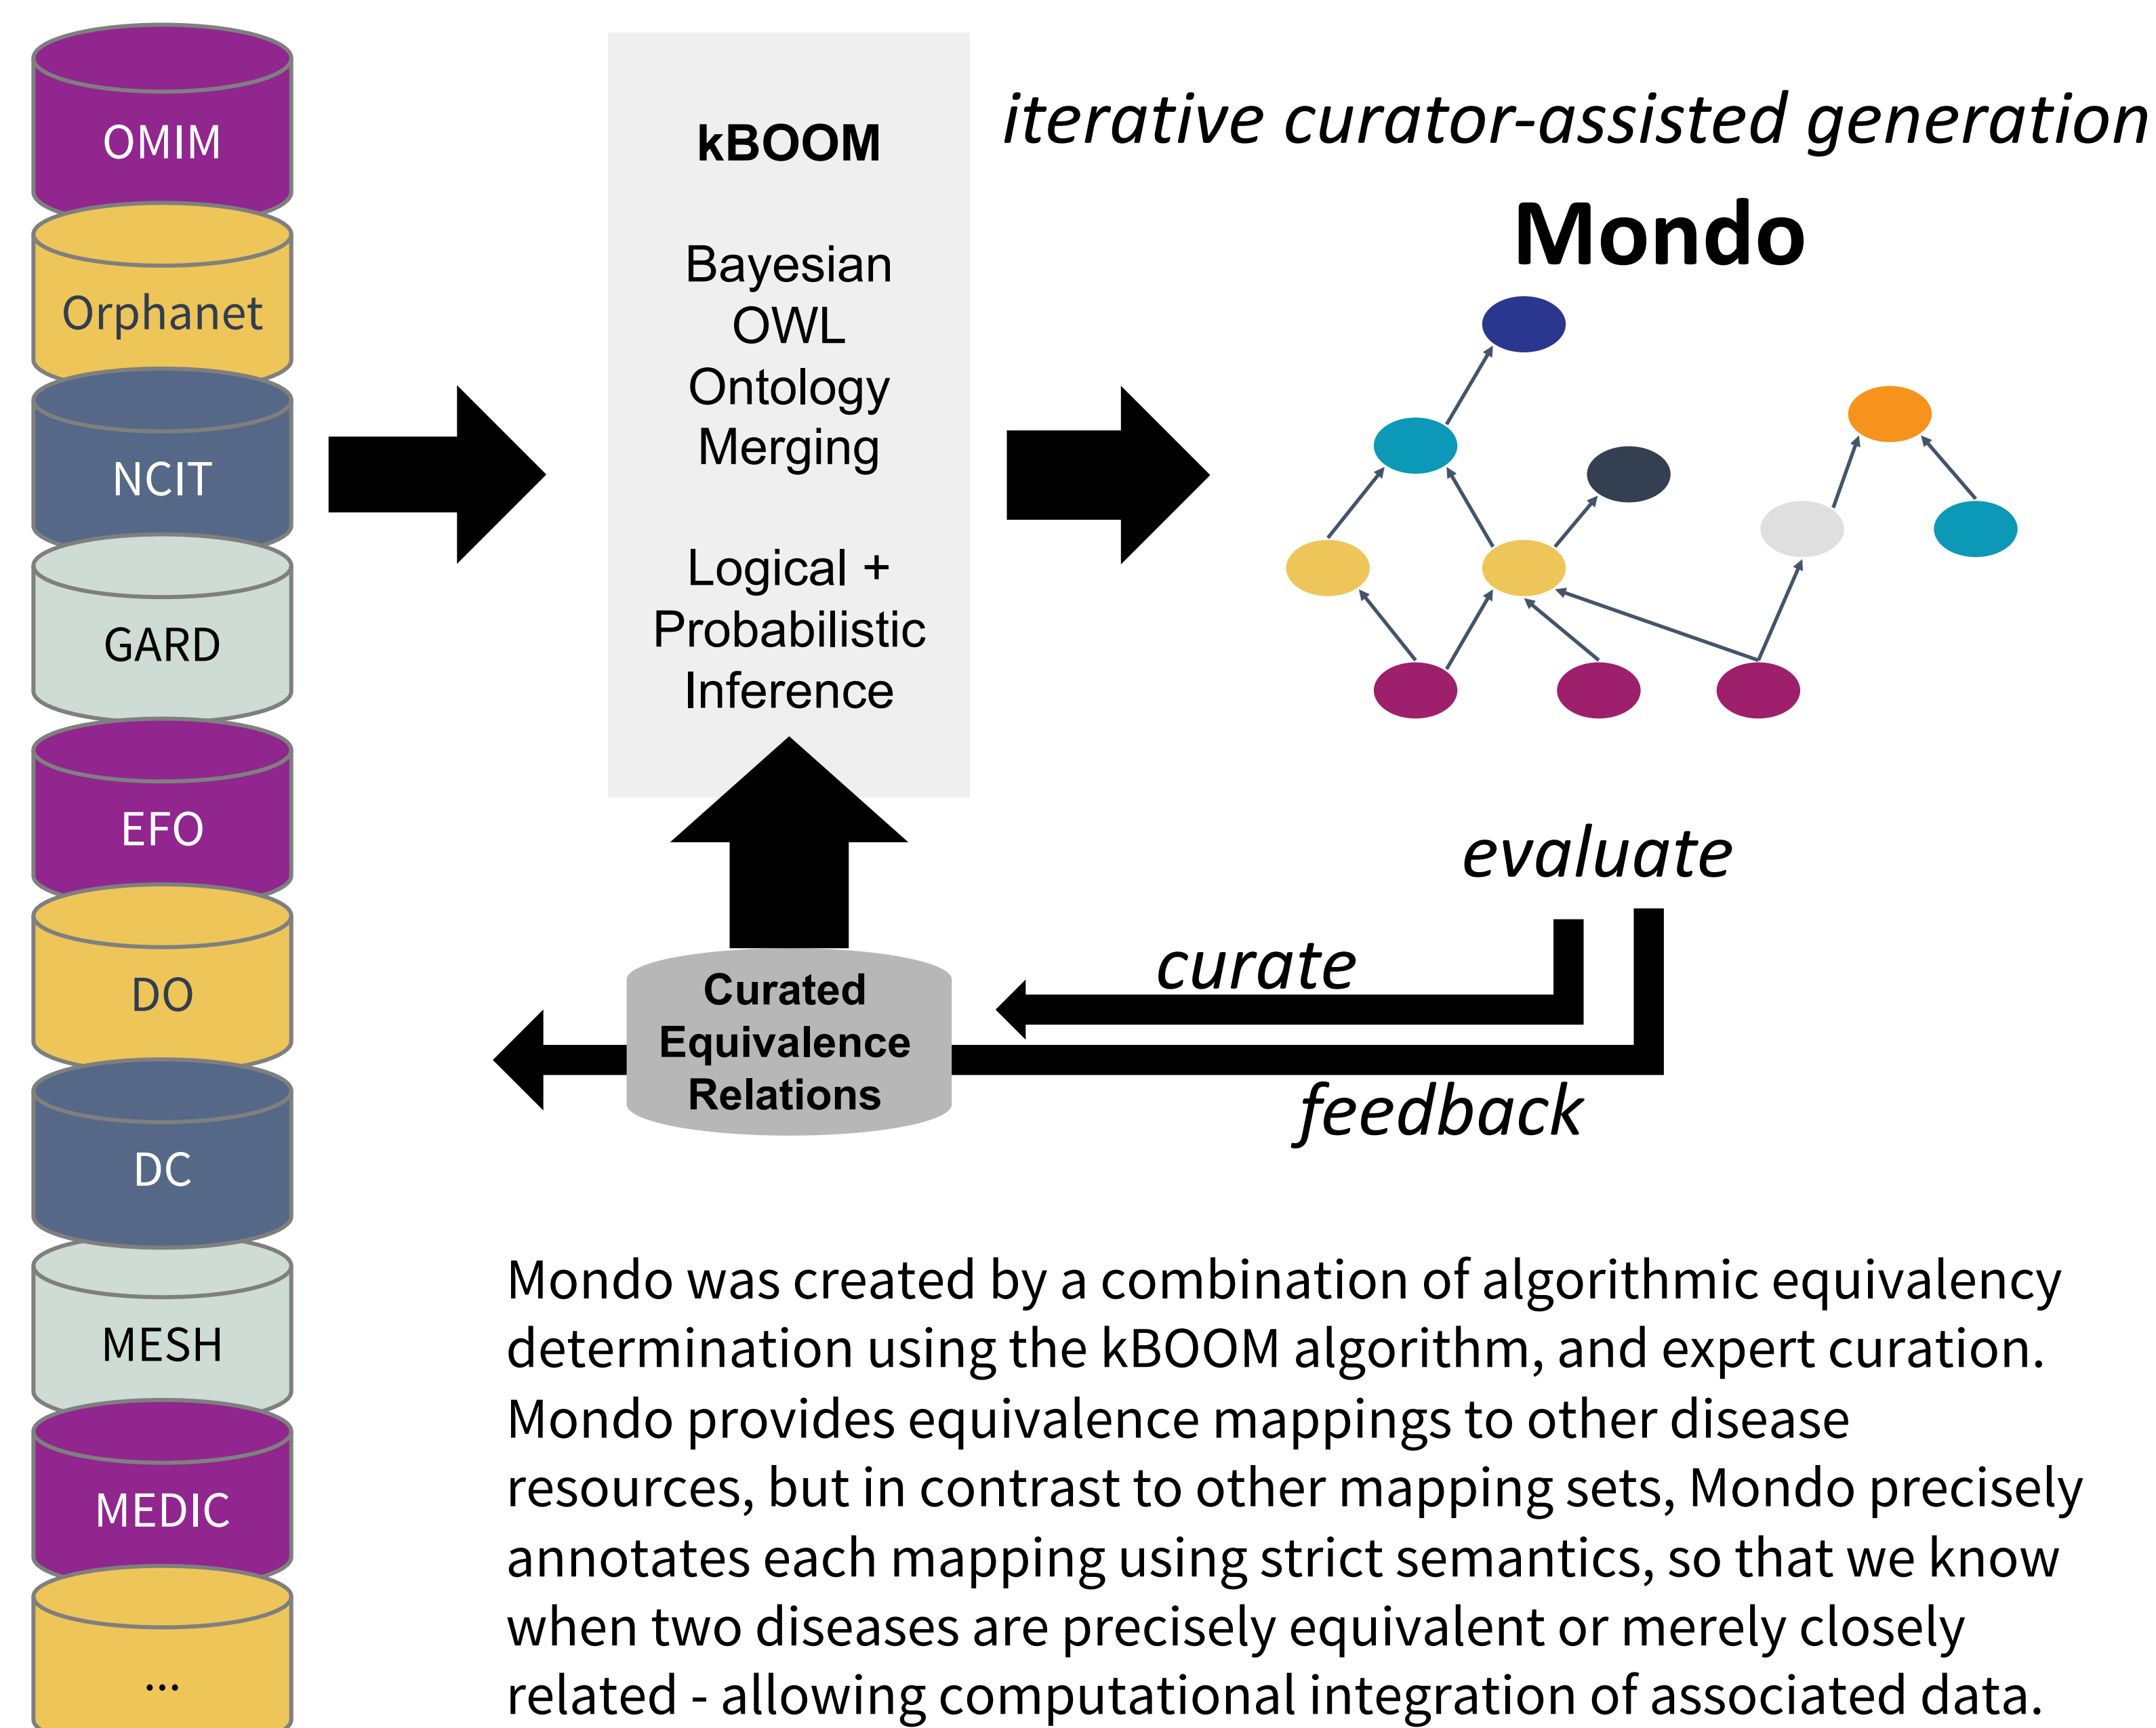 OMIM
Orphanet
NCIT
GARD
EFO
DO
DC
MESH
MEDIC
...
kBOOM
Bayesian
OWL
Ontology
Merging
Logical +
Probabilistic
Inference
iterative curator-assisted generation
Mondo
evaluate
curate
feedback
Curated
Equivalence
Relations
Mondo was created by a combination of algorithmic equivalency
determination using the kBOOM algorithm, and expert curation.
Mondo provides equivalence mappings to other disease
resources, but in contrast to other mapping sets, Mondo precisely
annotates each mapping using strict semantics, so that we know
when two diseases are precisely equivalent or merely closely
related - allowing computational integration of associated data.